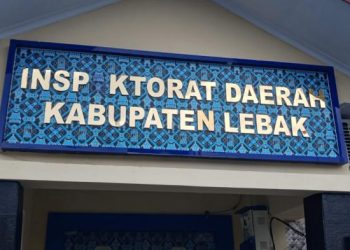 INSP KTORAT DAERAH
KABUPATEN LEBAK